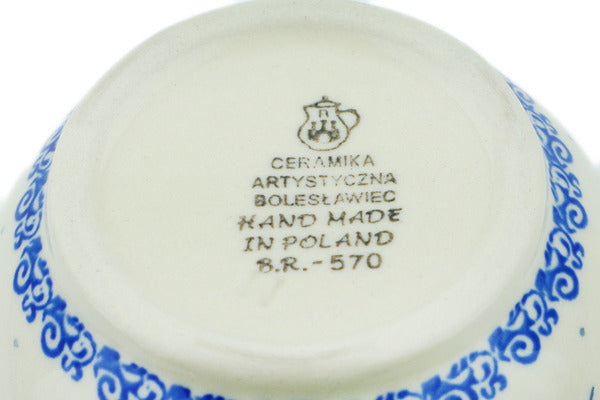 CERAMIKA
ARTYSTYCZNA
BOLESŁAWIEC
HAND MADE
IN POLAND
B.R.-570